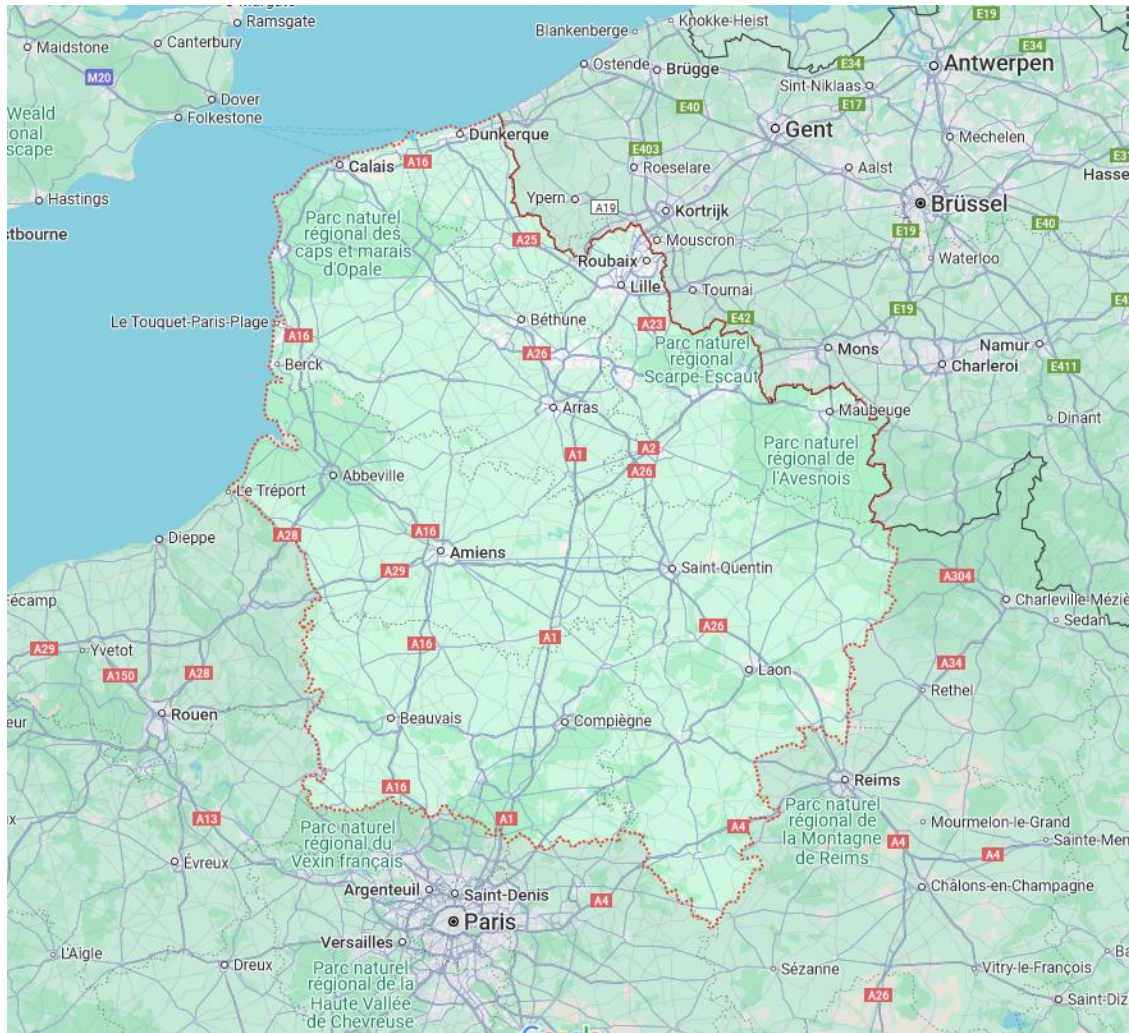 Ramsgate
Knokke-Heist
E19
Maidstone
Canterbury
Blankenberge
E34
M20
Ostende
Brügge
E34
Antwerpen
Sint-Niklaas
E17
Dover
Weald
Folkestone
E40
onal
Dunkerque
Gent
Mechelen
scape
A16
E403
E31
Calais
Roeselare
Aalst
Hasse
Hastings
Ypern
A19
Kortrijk
Brüssel
Parc naturel
régional des
caps et marais
d'Opale
E40
stbourne
A25
Mouscron
E19
Roubaix
Waterloo
Lille
Tournai
Le Touquet-Paris-Plage
Béthune
A23
E42
E19
A16
Parc naturel
régional
Scarpe-Escaut
Mons
Namur
A26
Berck
Charleroi
E411
Arras
Maubeuge
Dinant
A1
A2
Parc naturel
régional de
l'Avesnois
A26
Abbeville
Le Tréport
Dieppe
A28
A16
Amiens
A29
Saint-Quentin
A304
Fécamp
Charleville-Méziè
A26
Sedan
A29
Yvetot
A16
A1
A34
A150
A28
Laon
Rethel
Rouen
Beauvais
Compiègne
eur
A16
Reims
A13
A1
Parc naturel
régional de
la Montagne
de Reims
Parc naturel
régional du
Vexin français
A4
Mourmelon-le-Grand
Sainte-Men
A4
A4
Évreux
Argenteuil
Saint-Denis
A4
Châlons-en-Champagne
Paris
Versailles
L'Aigle
Dreux
Parc naturel
régional de la
Haute Vallée
de Chevreuse
Sézanne
Vitry-le-François
Ba
A26
Saint-Diz